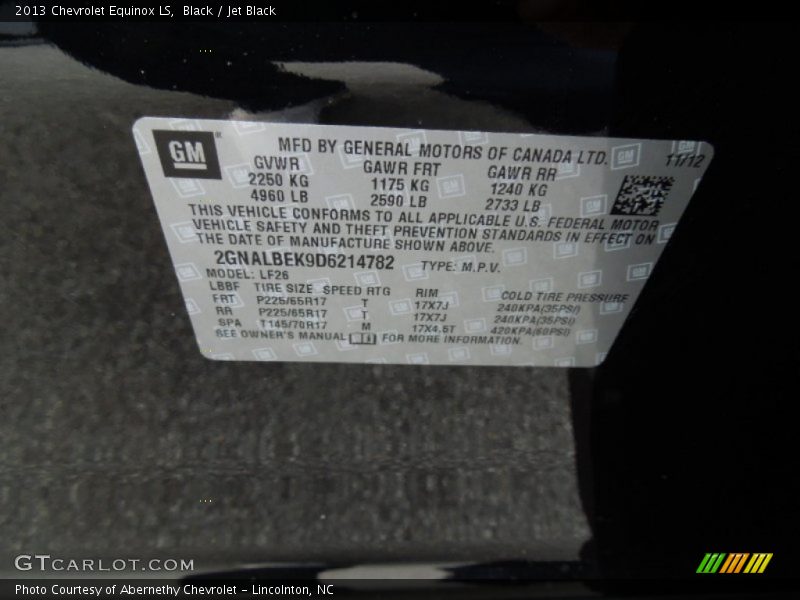 2013 Chevrolet Equinox LS,  Black / Jet Black
GM
MFD BY GENERAL MOTORS OF CANADA LTD.
11/12
GVWR GAWR FRT GAWR RR
2250 KG 1175 KG 1240 KG
4960 LB 2590 LB 2733 LB
THIS VEHICLE CONFORMS TO ALL APPLICABLE U.S. FEDERAL MOTOR
VEHICLE SAFETY AND THEFT PREVENTION STANDARDS IN EFFECT ON
THE DATE OF MANUFACTURE SHOWN ABOVE.
2GNALBEK9D6214782 TYPE: M.P.V.
MODEL: LF26
LBBF TIRE SIZE SPEED RTG RIM COLD TIRE PRESSURE
FRT P225/65R17 T 17X7J 240KPA(35PSI)
RR P225/65R17 T 17X7J 240KPA(35PSI)
SPA T145/70R17 M 17X4.5T 420KPA(60PSI)
SEE OWNER'S MANUAL FOR MORE INFORMATION.
GTCARLOT.COM
Photo Courtesy of Abernethy Chevrolet – Lincolnton, NC